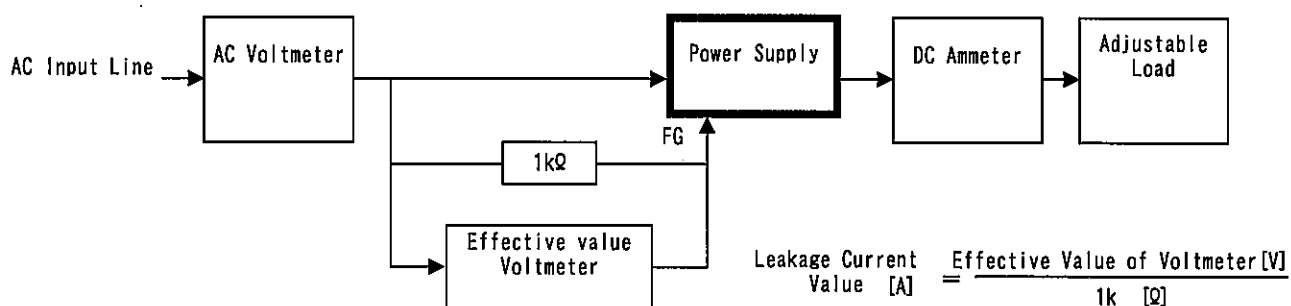 AC Input Line
AC Voltmeter
Power Supply
DC Ammeter
Adjustable
Load
FG
1kΩ
Effective value
Voltmeter
Leakage Current
Value [A]
=
Effective Value of Voltmeter[V]
1k [Ω]